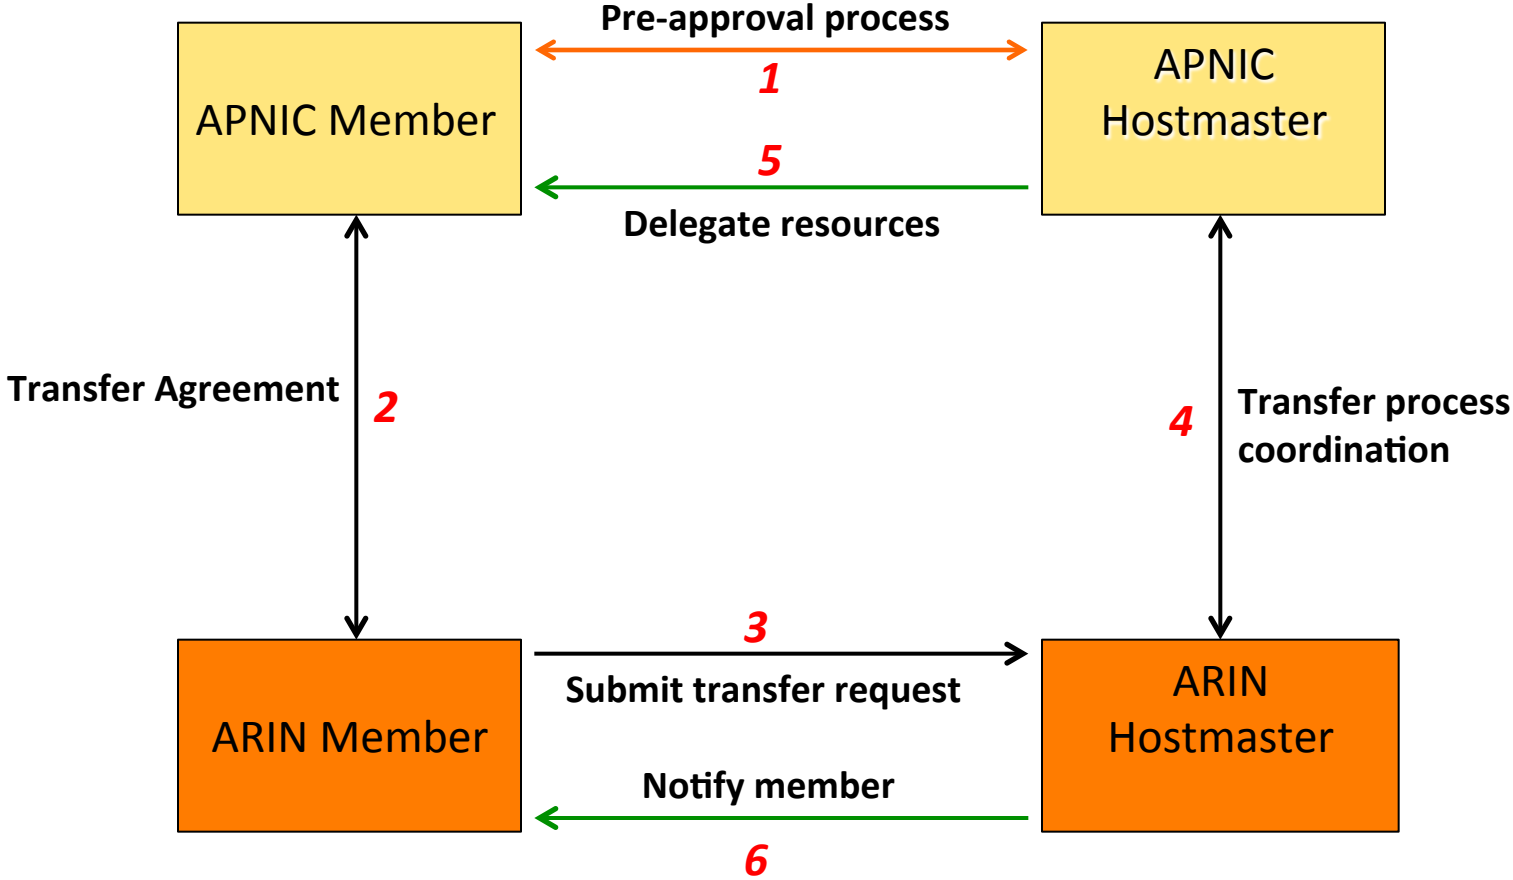 Pre-approval process
1
APNIC Member
APNIC
Hostmaster
5
Delegate resources
Transfer Agreement
2
4
Transfer process
coordination
3
Submit transfer request
ARIN Member
ARIN
Hostmaster
Notify member
6